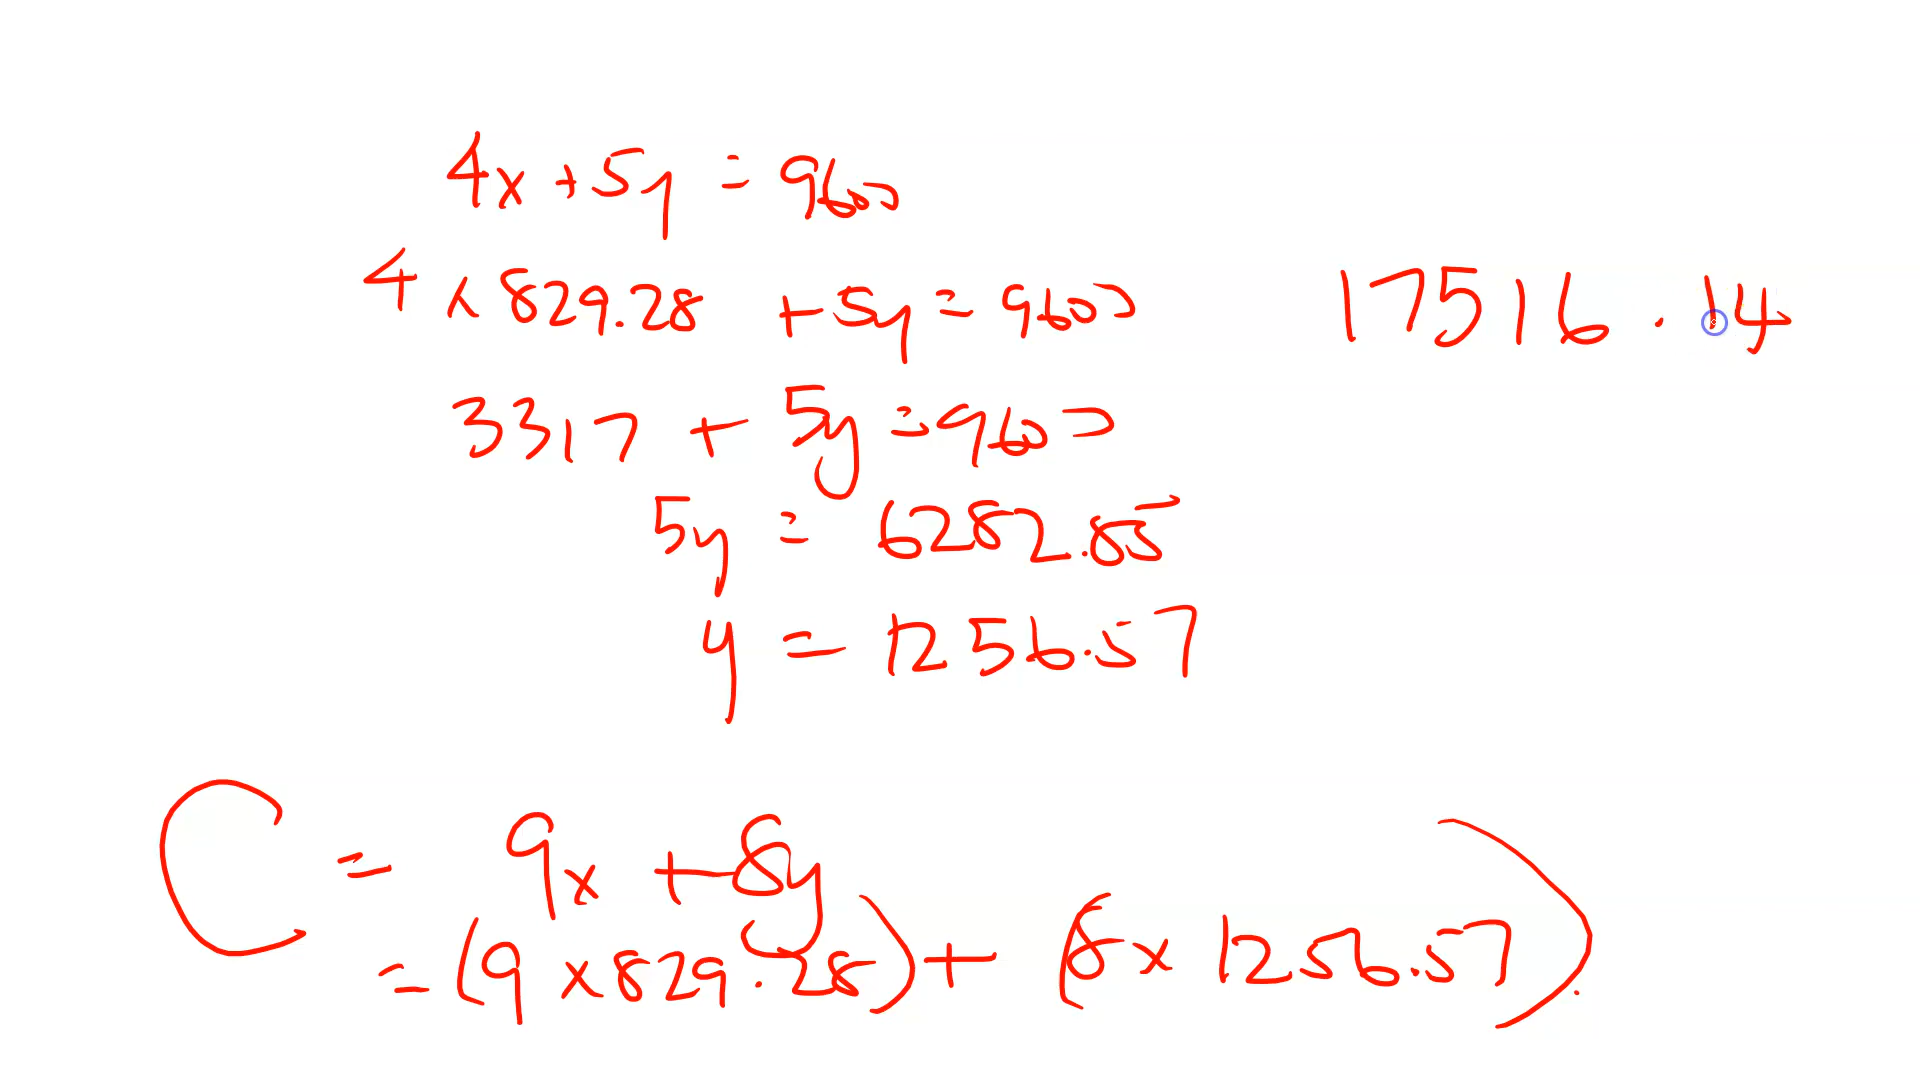 4x + 5y = 9600
4 x 829.28 + 5y = 9600
17516.14
3317 + 5y = 9600
5y = 6282.85
y = 1256.57
C = 9x + 8y
= (9 x 829.28) + (8 x 1256.57).